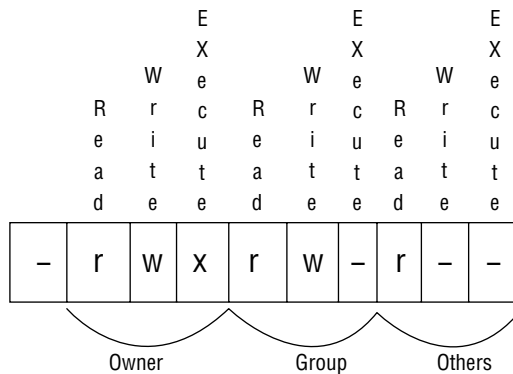 Read Write EXecute Read Write EXecute Read Write EXecute
– r w x r w – r – –
Owner Group Others